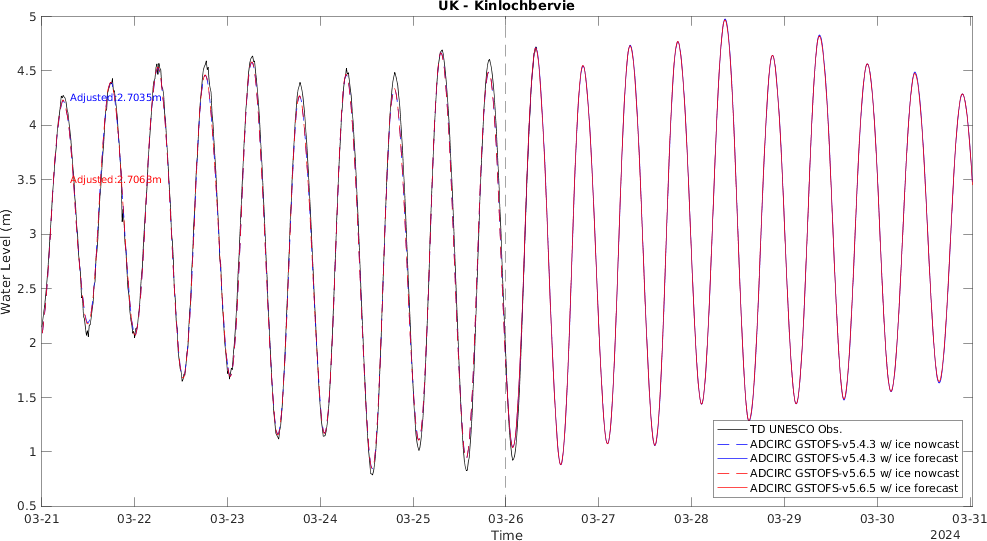 UK - Kinlochbervie
5
4.5
4
3.5
3
2.5
2
1.5
1
0.5
Water Level (m)
Adjusted:2.7035m
Adjusted:2.7063m
TD UNESCO Obs.
ADCIRC GSTOFS-v5.4.3 w/ ice nowcast
ADCIRC GSTOFS-v5.4.3 w/ ice forecast
ADCIRC GSTOFS-v5.6.5 w/ ice nowcast
ADCIRC GSTOFS-v5.6.5 w/ ice forecast
03-21 03-22 03-23 03-24 03-25 03-26 03-27 03-28 03-29 03-30 03-31
Time
2024